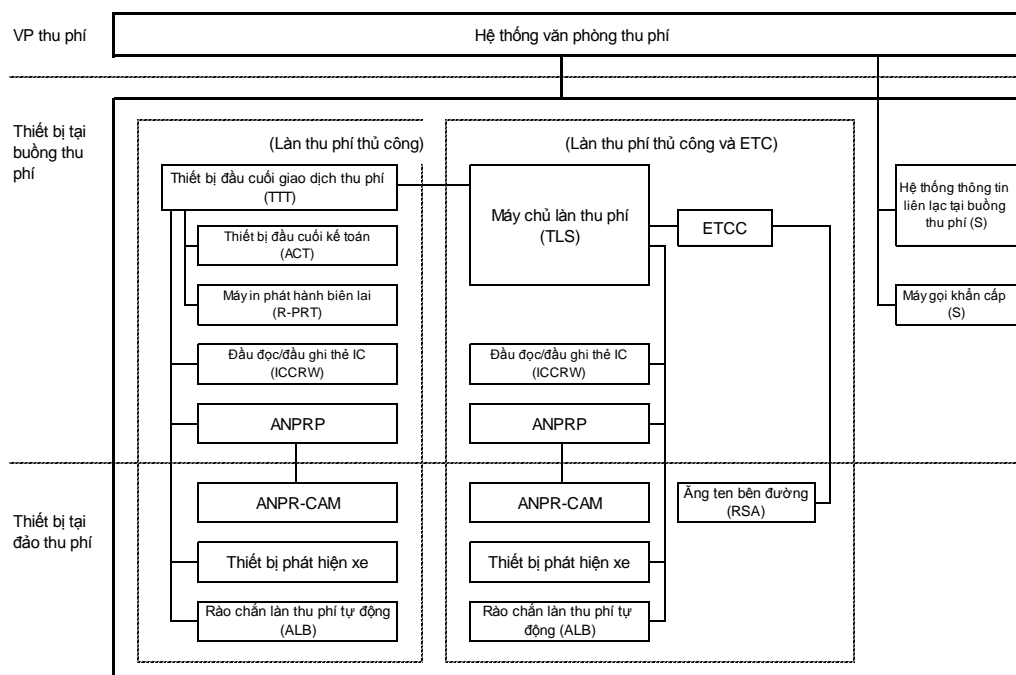 VP thu phí
Hệ thống văn phòng thu phí
Thiết bị tại
buồng thu
phí
(Làn thu phí thủ công)
(Làn thu phí thủ công và ETC)
Thiết bị đầu cuối giao dịch thu phí
(TTT)
Thiết bị đầu cuối kế toán
(ACT)
Máy in phát hành biên lai
(R-PRT)
Đầu đọc/đầu ghi thẻ IC
(ICCRW)
ANPRP
Máy chủ làn thu phí
(TLS)
ETCC
Đầu đọc/đầu ghi thẻ IC
(ICCRW)
ANPRP
Hệ thống thông tin
liên lạc tại buồng
thu phí (S)
Máy gọi khẩn cấp
(S)
Thiết bị tại
đảo thu phí
ANPR-CAM
Thiết bị phát hiện xe
Rào chắn làn thu phí tự động
(ALB)
ANPR-CAM
Thiết bị phát hiện xe
Rào chắn làn thu phí tự
động (ALB)
Ăng ten bên đường
(RSA)